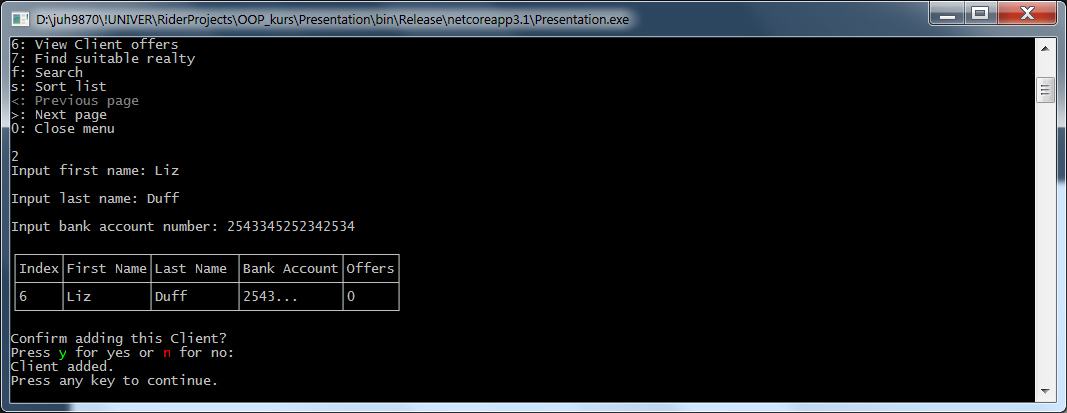 D:\juh9870\!UNIVER\RiderProjects\OOP_kurs\Presentation\bin\Release\netcoreapp3.1\Presentation.exe
6: View Client offers
7: Find suitable realty
f: Search
s: Sort list
<: Previous page
>: Next page
0: Close menu
2
Input first name: Liz
Input last name: Duff
Input bank account number: 2543345252342534
Index First Name Last Name Bank Account Offers
6 Liz Duff 2543... 0
Confirm adding this Client?
Press y for yes or n for no:
Client added.
Press any key to continue.